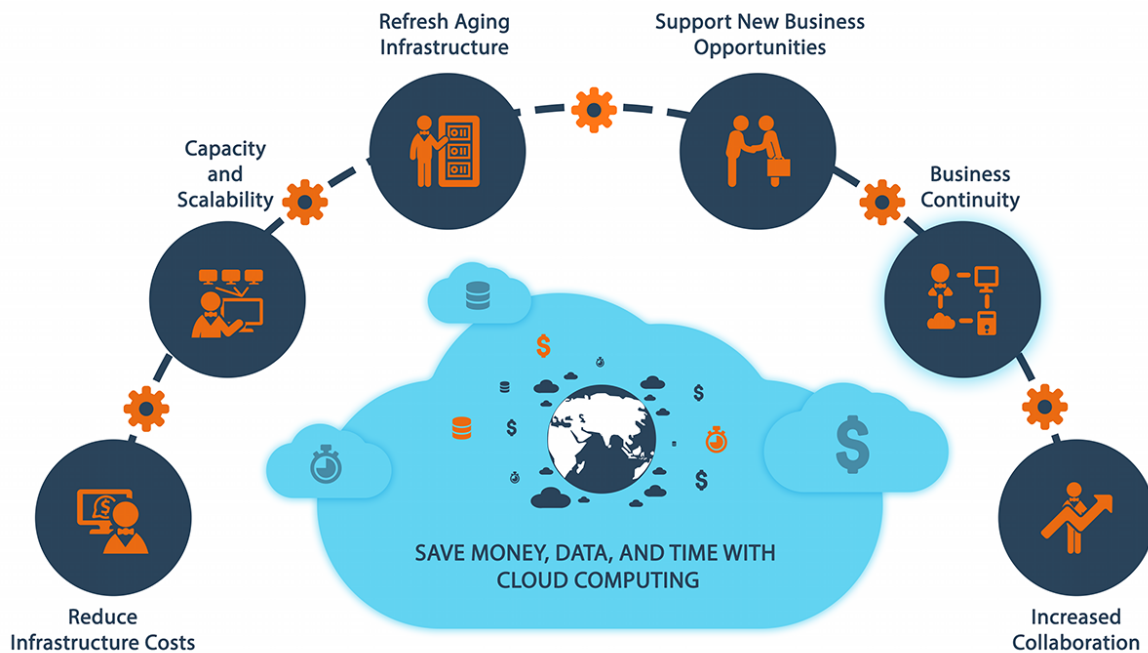 Refresh Aging
Infrastructure
Support New Business
Opportunities
Capacity
and
Scalability
Business
Continuity
$
$
$
$
$
$
SAVE MONEY, DATA, AND TIME WITH
CLOUD COMPUTING
Reduce
Infrastructure Costs
Increased
Collaboration